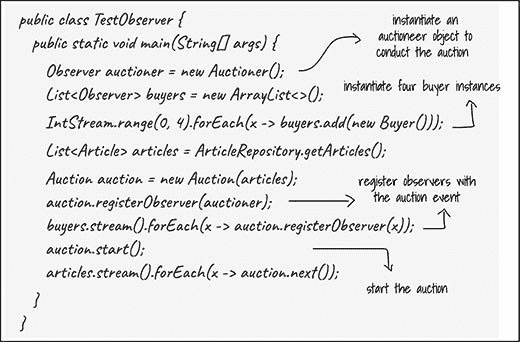 public class TestObserver {
public static void main(String[] args) {
Observer auctioner = new Auctioner();
List<Observer> buyers = new ArrayList<>();
IntStream.range(0, 4).forEach(x -> buyers.add(new Buyer()));
List<Article> articles = ArticleRepository.getArticles();
Auction auction = new Auction(articles);
auction.registerObserver(auctioner);
buyers.stream().forEach(x -> auction.registerObserver(x));
auction.start();
articles.stream().forEach(x -> auction.next());
}
}
instantiate an
auctioneer object to
conduct the auction
instantiate four buyer instances
register observers with
the auction event
start the auction